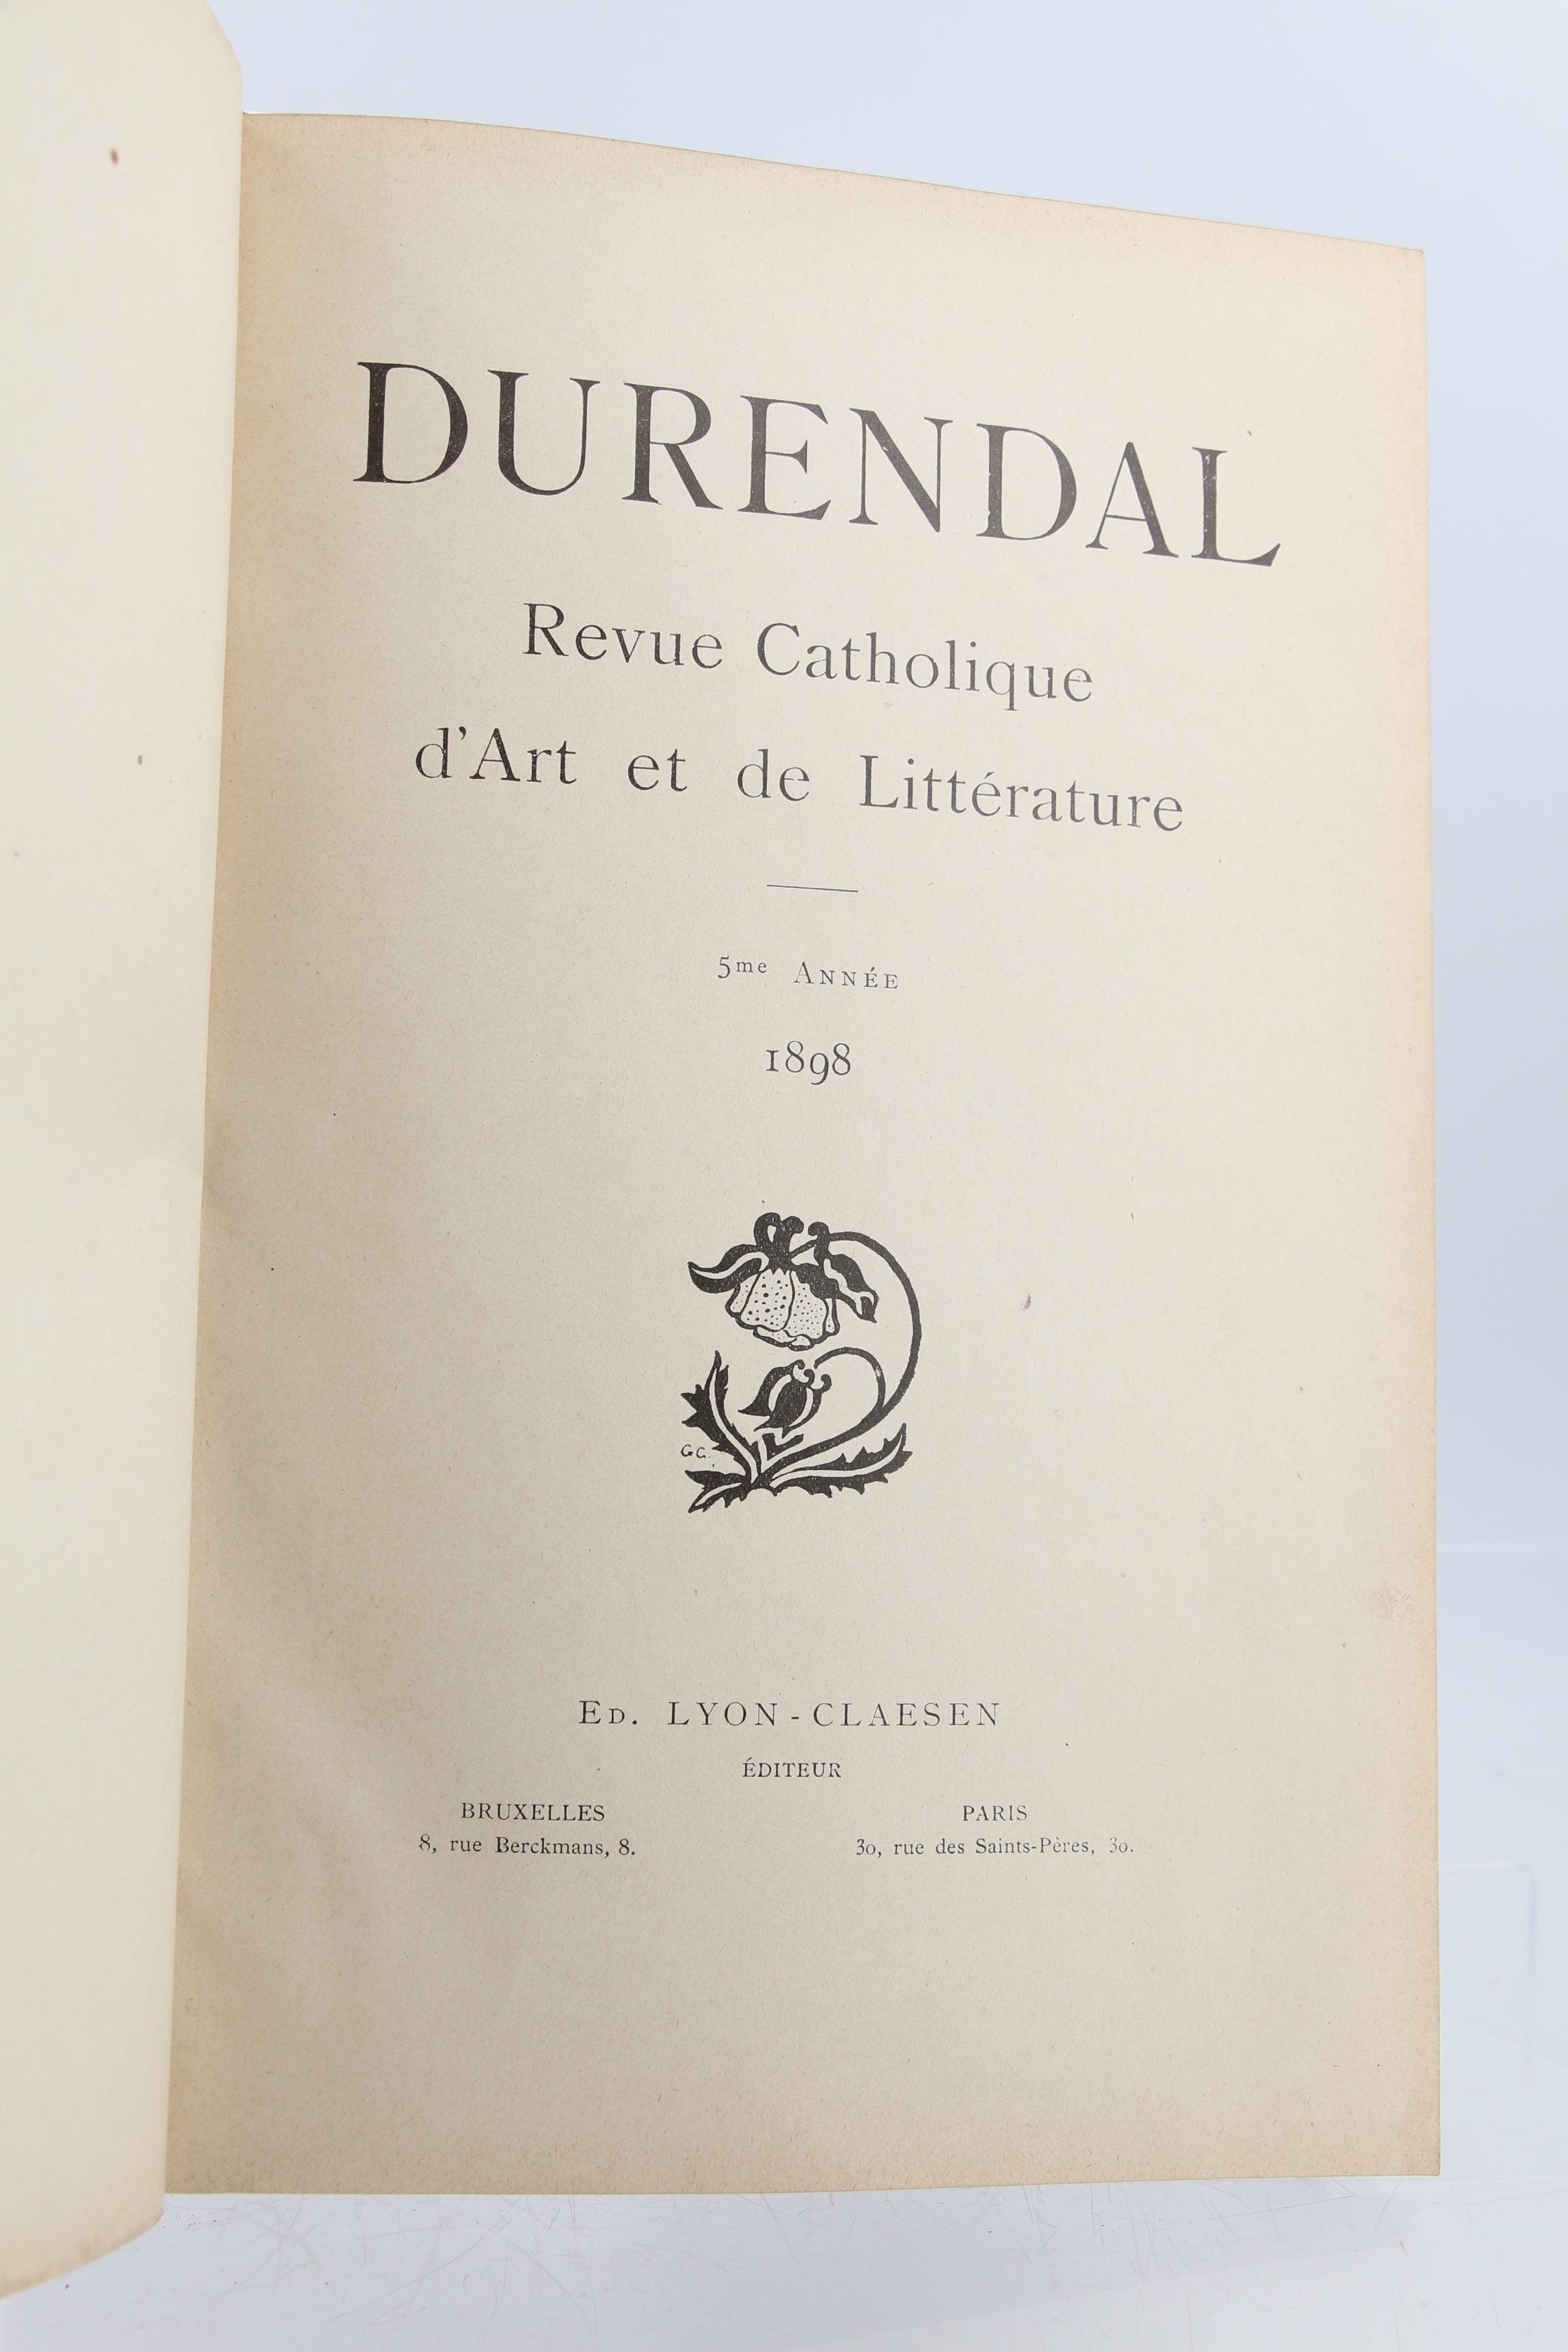 DURENDAL
Revue Catholique
d'Art et de Littérature
5me ANNÉE
1898
G C.
ED. LYON-CLAESEN
ÉDITEUR
BRUXELLES
8, rue Berckmans, 8.
PARIS
30, rue des Saints-Pères, 30.